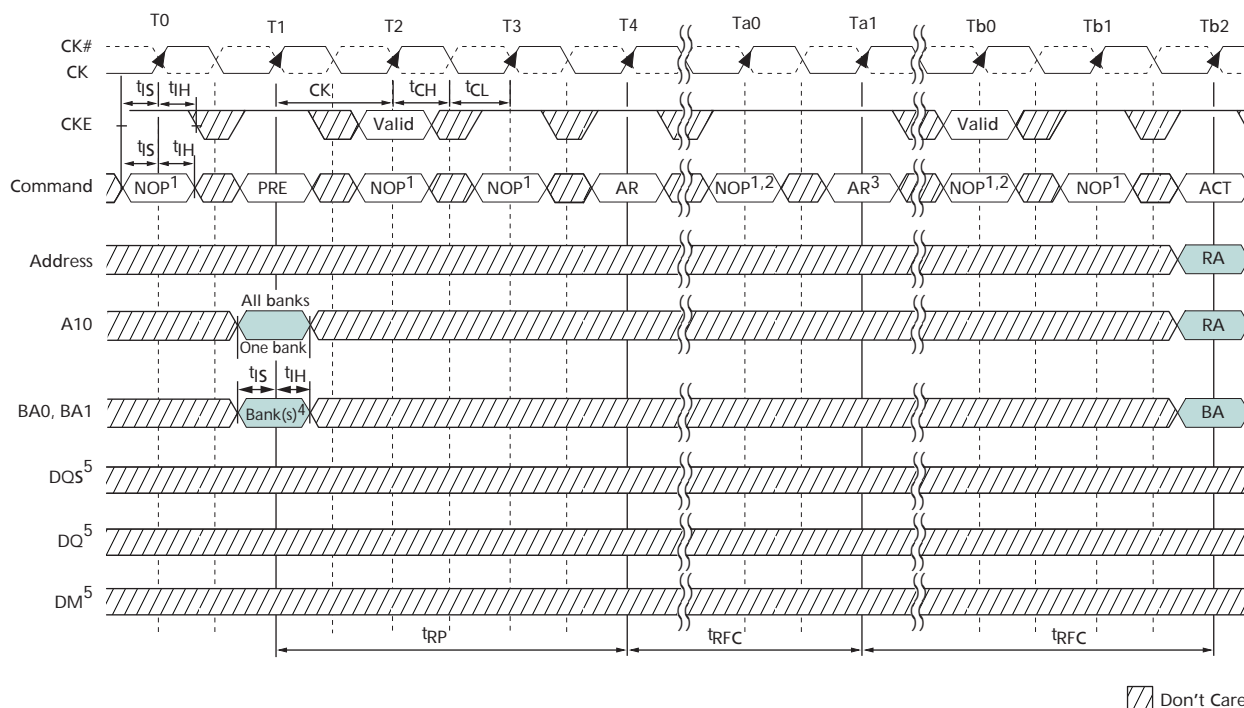 T0 T1 T2 T3 T4 Ta0 Ta1 Tb0 Tb1 Tb2
CK#
CK
tIS tIH CK tCH tCL
CKE Valid Valid
tIS tIH
Command NOP1 PRE NOP1 NOP1 AR NOP1,2 AR3 NOP1,2 NOP1 ACT
Address RA
All banks
A10 RA
One bank
tIS tIH
BA0, BA1 Bank(s)4 BA
DQS5
DQ5
DM5
tRP tRFC tRFC
Don't Care